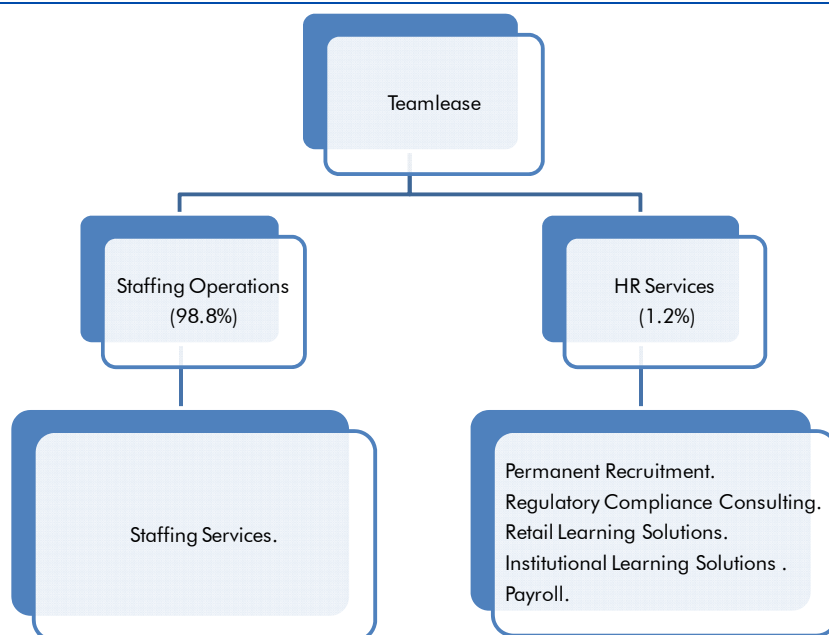 Teamlease
Staffing Operations
(98.8%)
HR Services
(1.2%)
Staffing Services.
Permanent Recruitment.
Regulatory Compliance Consulting.
Retail Learning Solutions.
Institutional Learning Solutions .
Payroll.